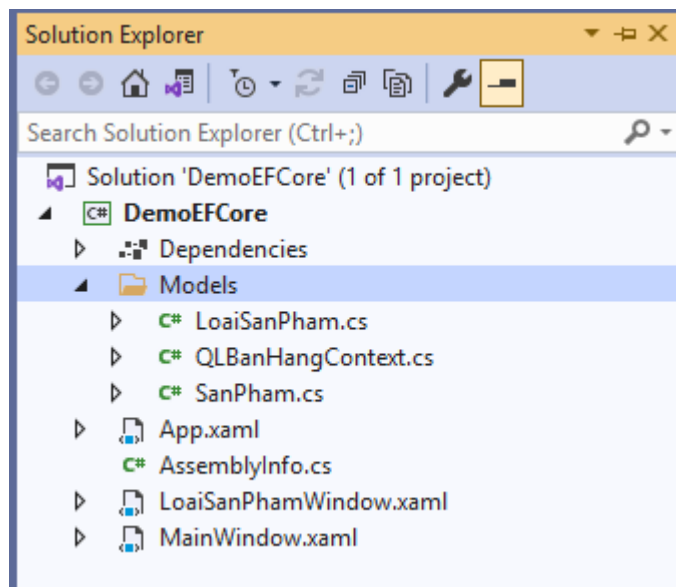 Solution Explorer
Search Solution Explorer (Ctrl+;)
Solution 'DemoEFCore' (1 of 1 project)
C# DemoEFCore
Dependencies
Models
C# LoaiSanPham.cs
C# QLBanHangContext.cs
C# SanPham.cs
App.xaml
C# AssemblyInfo.cs
LoaiSanPhamWindow.xaml
MainWindow.xaml